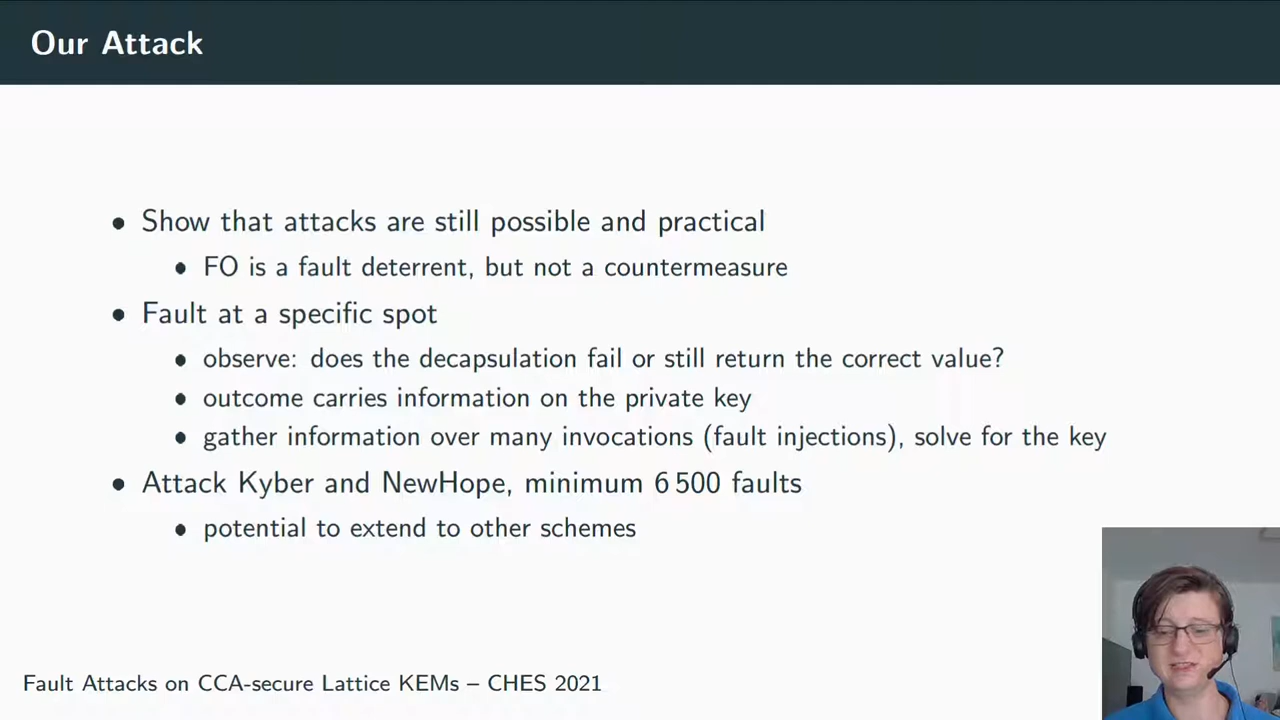 Our Attack
• Show that attacks are still possible and practical
• FO is a fault deterrent, but not a countermeasure
• Fault at a specific spot
• observe: does the decapsulation fail or still return the correct value?
• outcome carries information on the private key
• gather information over many invocations (fault injections), solve for the key
• Attack Kyber and NewHope, minimum 6 500 faults
• potential to extend to other schemes
Fault Attacks on CCA-secure Lattice KEMs – CHES 2021